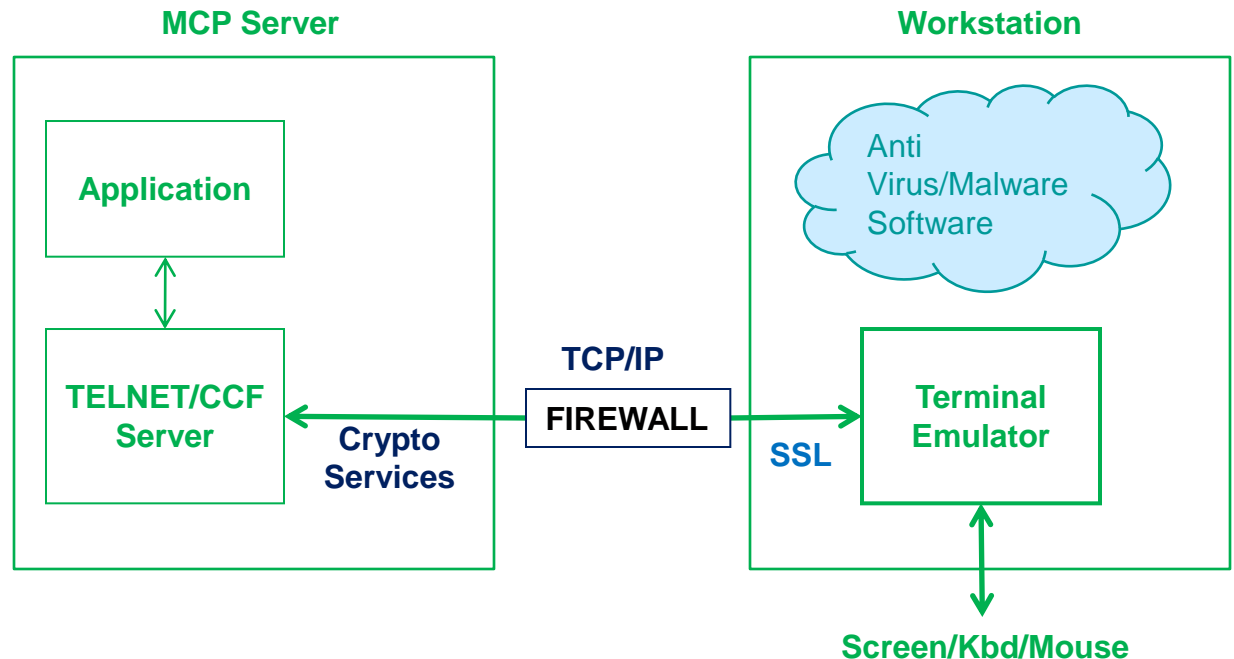 MCP Server
Workstation
Application
Anti
Virus/Malware
Software
TELNET/CCF
Server
Crypto
Services
TCP/IP
FIREWALL
SSL
Terminal
Emulator
Screen/Kbd/Mouse